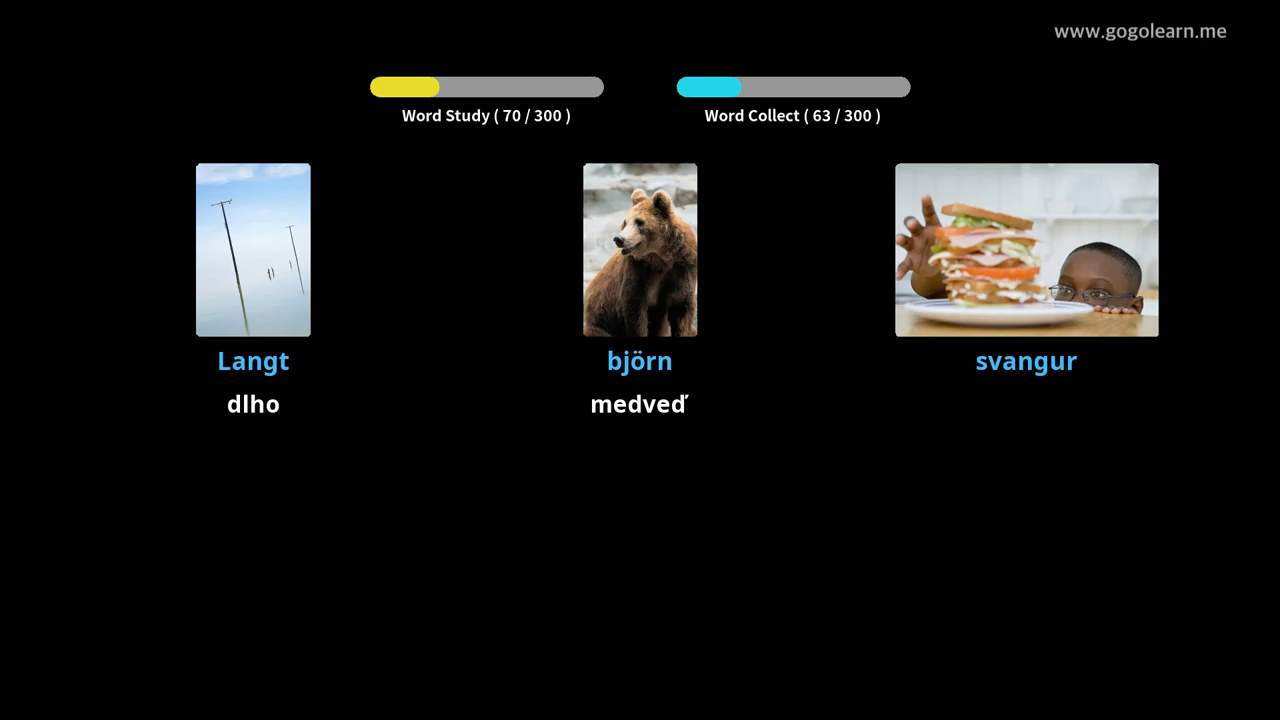 www.gogolearn.me
Word Study ( 70 / 300 )
Word Collect ( 63 / 300 )
Langt
björn
svangur
dlho
medveď